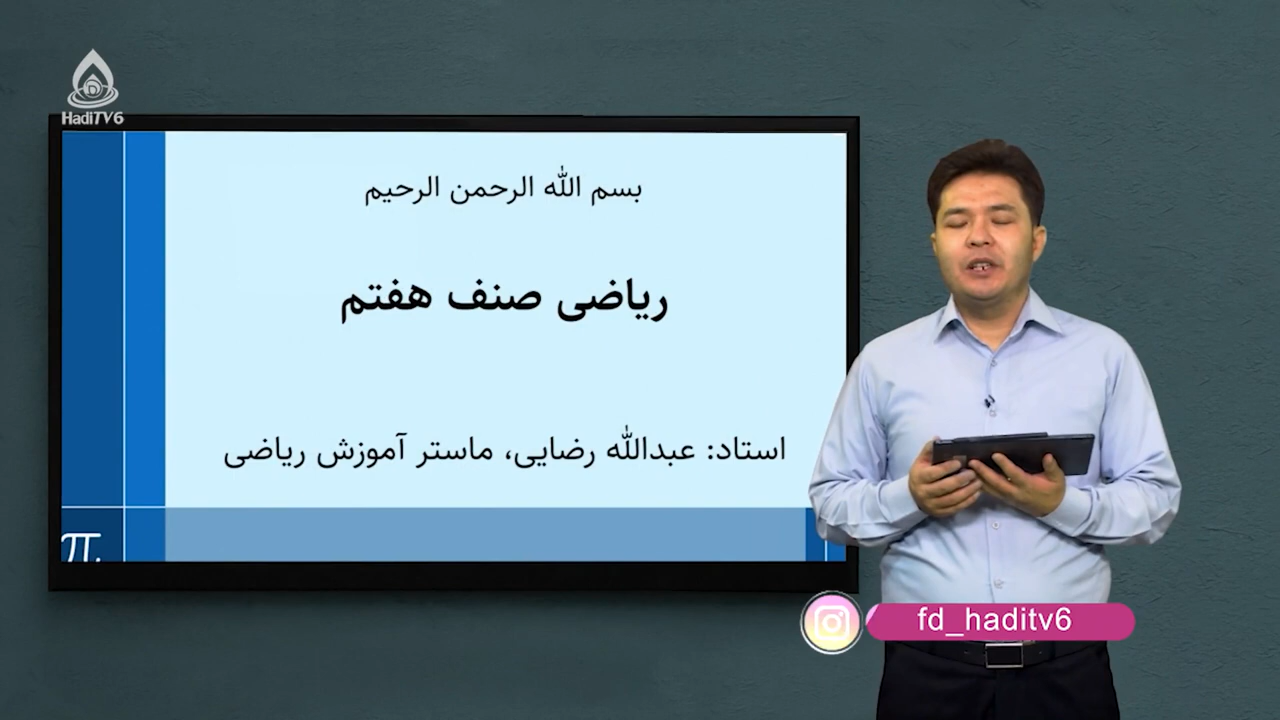 HadiTV6
بسم الله الرحمن الرحیم
ریاضی صنف هفتم
استاد: عبدالله رضایی، ماستر آموزش ریاضی
π
fd_haditv6